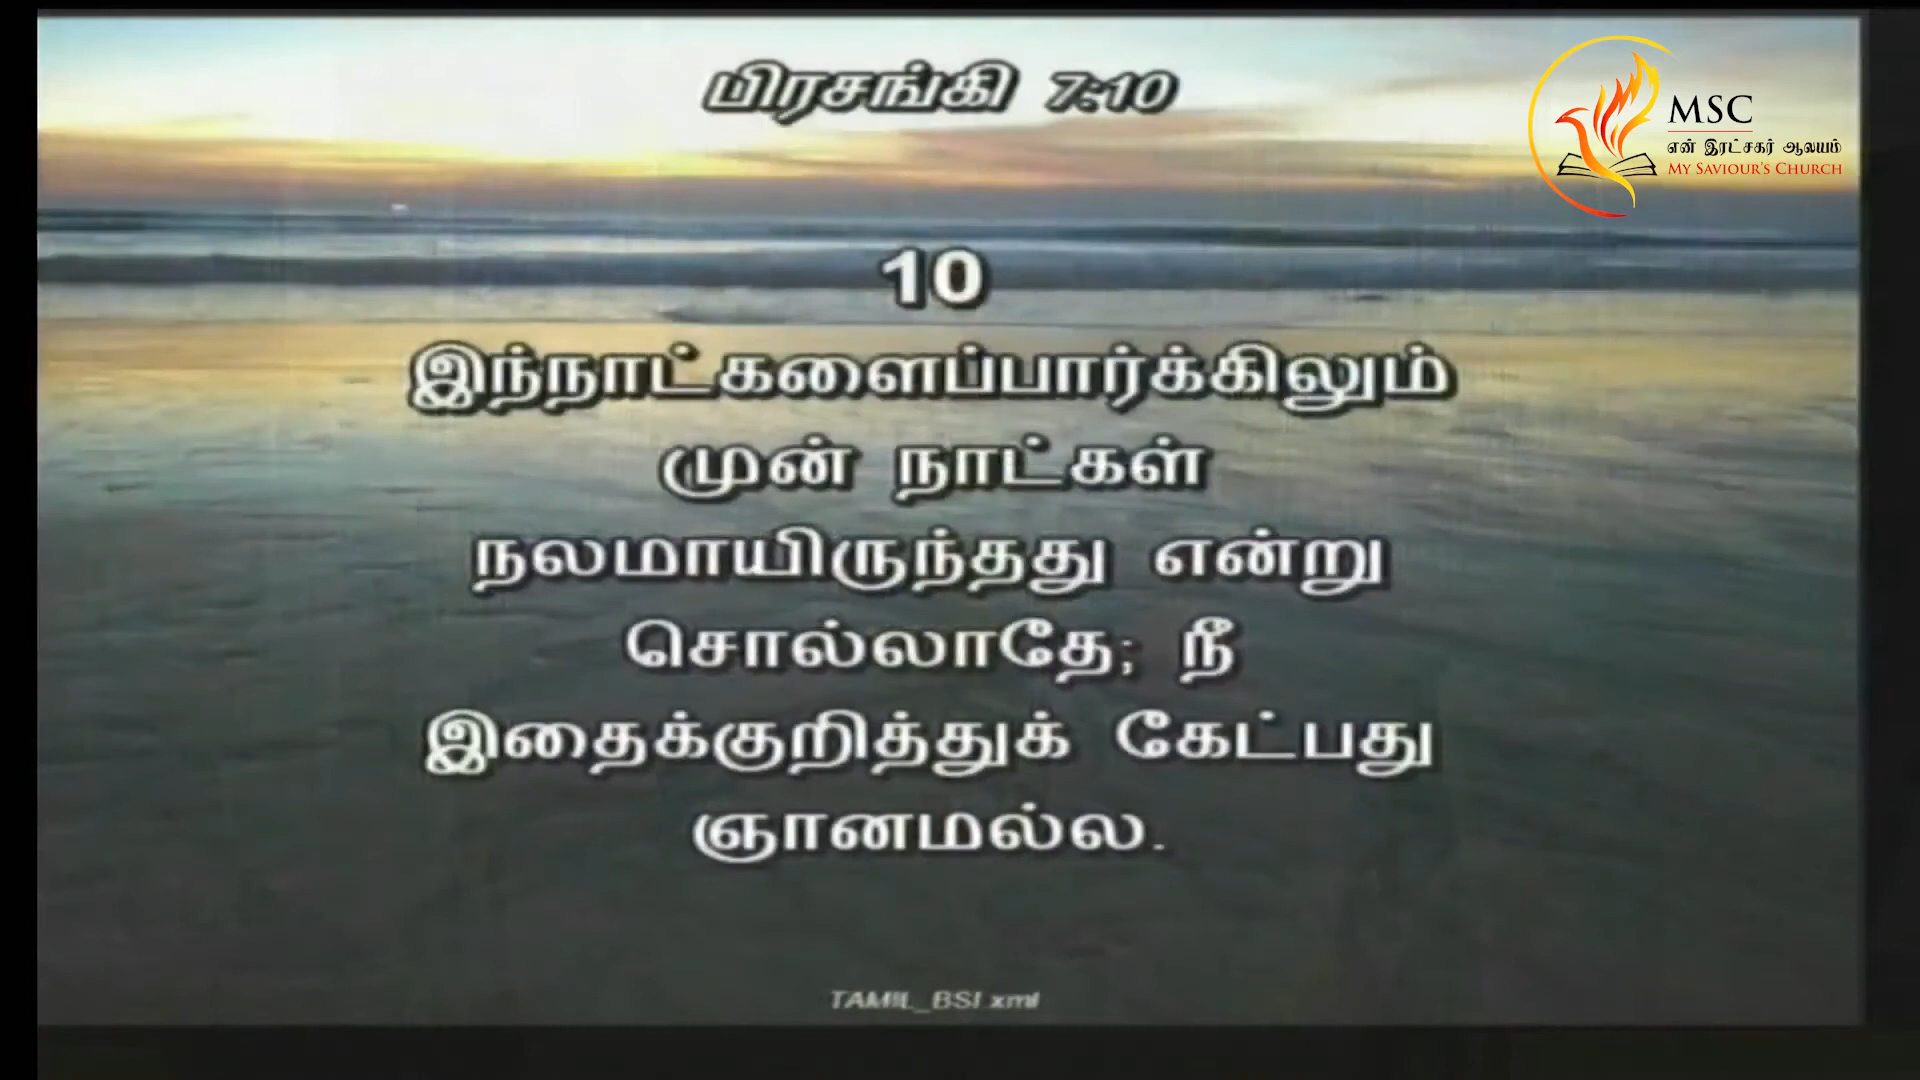 பிரசங்கி 7:10
MSC
என் இரட்சகர் ஆலயம்
MY SAVIOUR'S CHURCH
10
இந்நாட்களைப்பார்க்கிலும்
முன் நாட்கள்
நலமாயிருந்தது என்று
சொல்லாதே; நீ
இதைக்குறித்துக் கேட்பது
ஞானமல்ல.
TAMIL_BSI.xml